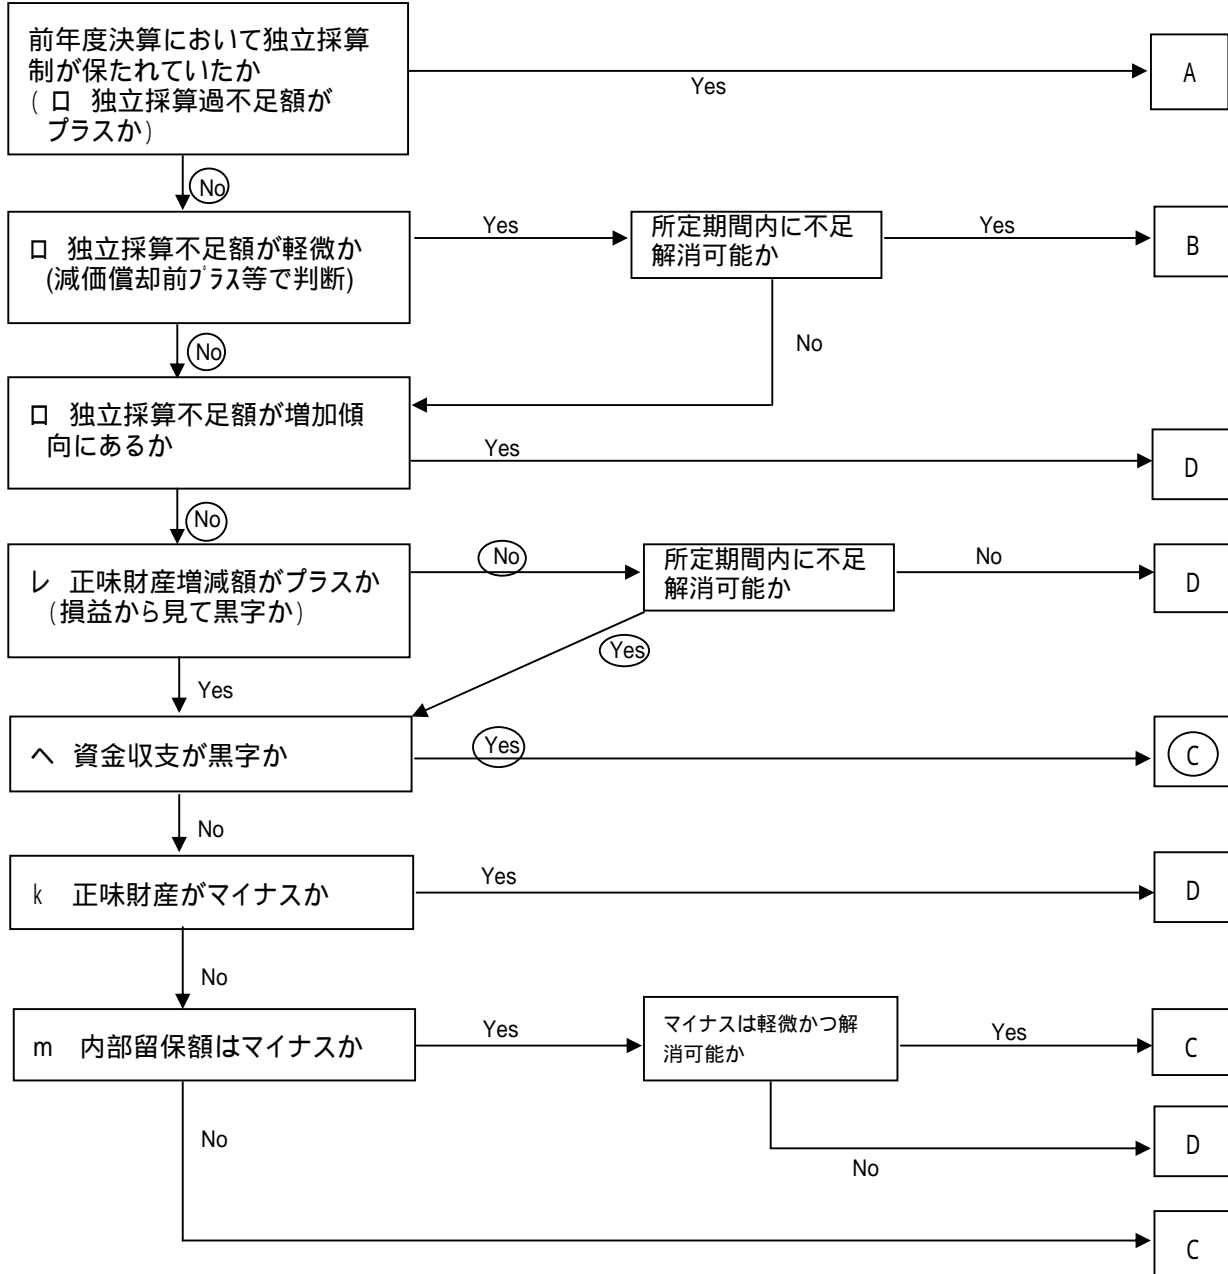 前年度決算において独立採算
制が保たれていたか
(ロ 独立採算過不足額が
プラスか)
Yes
A
No
ロ 独立採算不足額が軽微か
(減価償却前プラス等で判断)
Yes
所定期間内に不足
解消可能か
Yes
B
No
No
ロ 独立採算不足額が増加傾
向にあるか
Yes
D
No
レ 正味財産増減額がプラスか
(損益から見て黒字か)
No
所定期間内に不足
解消可能か
No
D
Yes
Yes
ヘ 資金収支が黒字か
Yes
C
No
k 正味財産がマイナスか
Yes
D
No
m 内部留保額はマイナスか
Yes
マイナスは軽微かつ解
消可能か
Yes
C
No
No
D
C